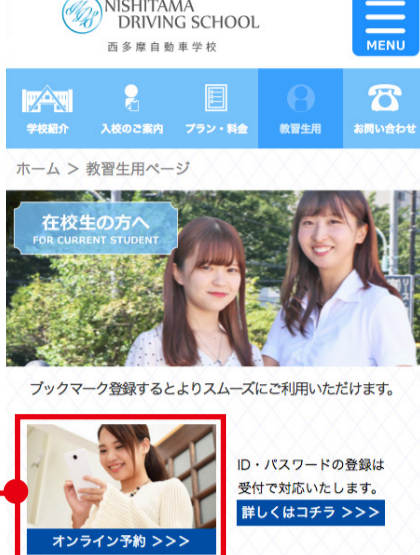 NISHITAMA
DRIVING SCHOOL
西多摩自動車学校
MENU
学校紹介
入校のご案内
プラン・料金
教習生用
お問い合わせ
ホーム > 教習生用ページ
在校生の方へ
FOR CURRENT STUDENT
ブックマーク登録するとよりスムーズにご利用いただけます。
ID・パスワードの登録は
受付で対応いたします。
詳しくはコチラ >>>
オンライン予約 >>>